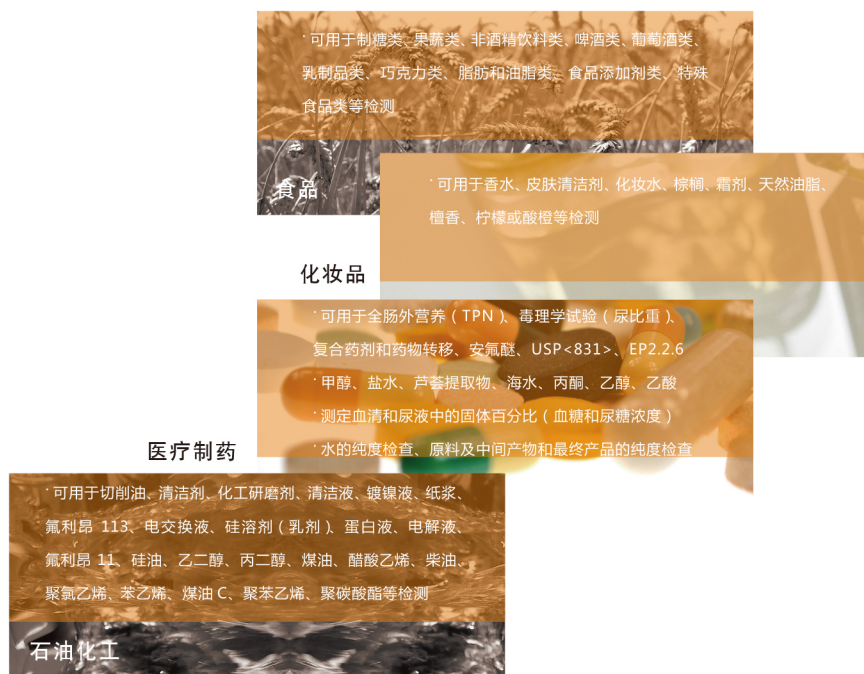 ·可用于制糖类、果蔬类、非酒精饮料类、啤酒类、葡萄酒类、
乳制品类、巧克力类、脂肪和油脂类、食品添加剂类、特殊
食品类等检测
食品
·可用于香水、皮肤清洁剂、化妆水、棕榈、霜剂、天然油脂、
檀香、柠檬或酸橙等检测
化妆品
·可用于全肠外营养（TPN）、毒理学试验（尿比重）、
复合药剂和药物转移、安氟醚、USP<831>、EP2.2.6
·甲醇、盐水、芦荟提取物、海水、丙酮、乙醇、乙酸
·测定血清和尿液中的固体百分比（血糖和尿糖浓度）
·水的纯度检查、原料及中间产物和最终产品的纯度检查
医疗制药
·可用于切削油、清洁剂、化工研磨剂、清洁液、镀镍液、纸浆、
氟利昂 113、电交换液、硅溶剂（乳剂）、蛋白液、电解液、
氟利昂 11、硅油、乙二醇、丙二醇、煤油、醋酸乙烯、柴油、
聚氯乙烯、苯乙烯、煤油 C、聚苯乙烯、聚碳酸酯等检测
石油化工